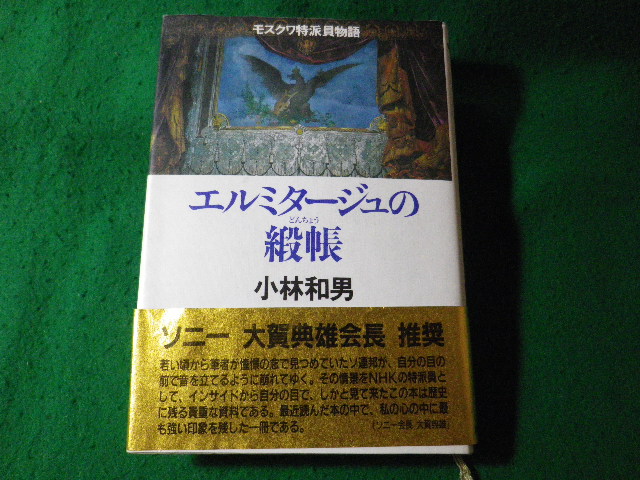 モスクワ特派員物語
エルミタージュの
どんちょう
緞帳
小林和男
ソニー 大賀典雄会長 推奨
若い頃から筆者が憧憬の念で見つめていたソ連邦が、自分の目の
前で音を立てるように崩れてゆく。その情景をNHKの特派員と
して、インサイドから自分の目で、しかと見て来たこの本は歴史
に残る貴重な資料である。最近読んだ本の中で、私の心の中に最
も強い印象を残した一冊である。
「ソニー会長 大賀典雄」